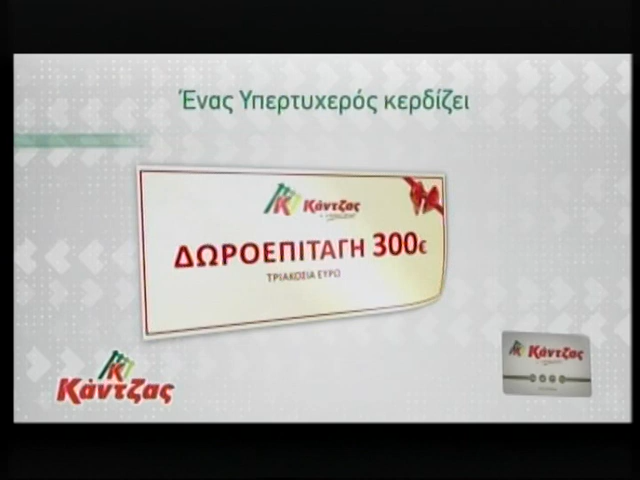 Ένας Υπερτυχερός κερδίζει
Κάντζας
ΔΩΡΟΕΠΙΤΑΓΗ 300€
ΤΡΙΑΚΟΣΙΑ ΕΥΡΩ
Κάντζας
Κάντζας